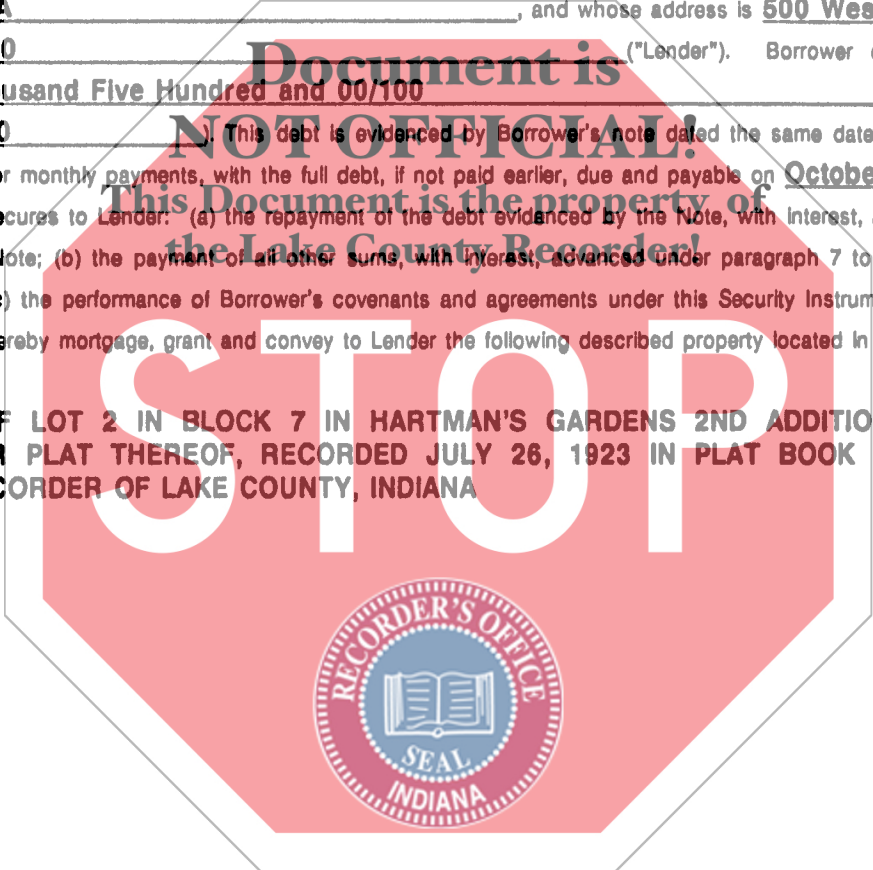 , and whose address is 500 Wes
0 ("Lender"). Borrower
Document is
usand Five Hundred and 00/100
NOT OFFICIAL!
). This debt is evidenced by Borrower's note dated the same date
r monthly payments, with the full debt, if not paid earlier, due and payable on Octobe
This Document is the property of
cures to Lender: (a) the repayment of the debt evidenced by the Note, with interest,
the Lake County Recorder!
lote; (b) the payment of all other sums, with interest, advanced under paragraph 7 to
) the performance of Borrower's covenants and agreements under this Security Instrum
ereby mortgage, grant and convey to Lender the following described property located in
STOP
LOT 2 IN BLOCK 7 IN HARTMAN'S GARDENS 2ND ADDITIO
PLAT THEREOF, RECORDED JULY 26, 1923 IN PLAT BOOK
CORDER OF LAKE COUNTY, INDIANA
RECORDER'S OFFICE
SEAL
INDIANA